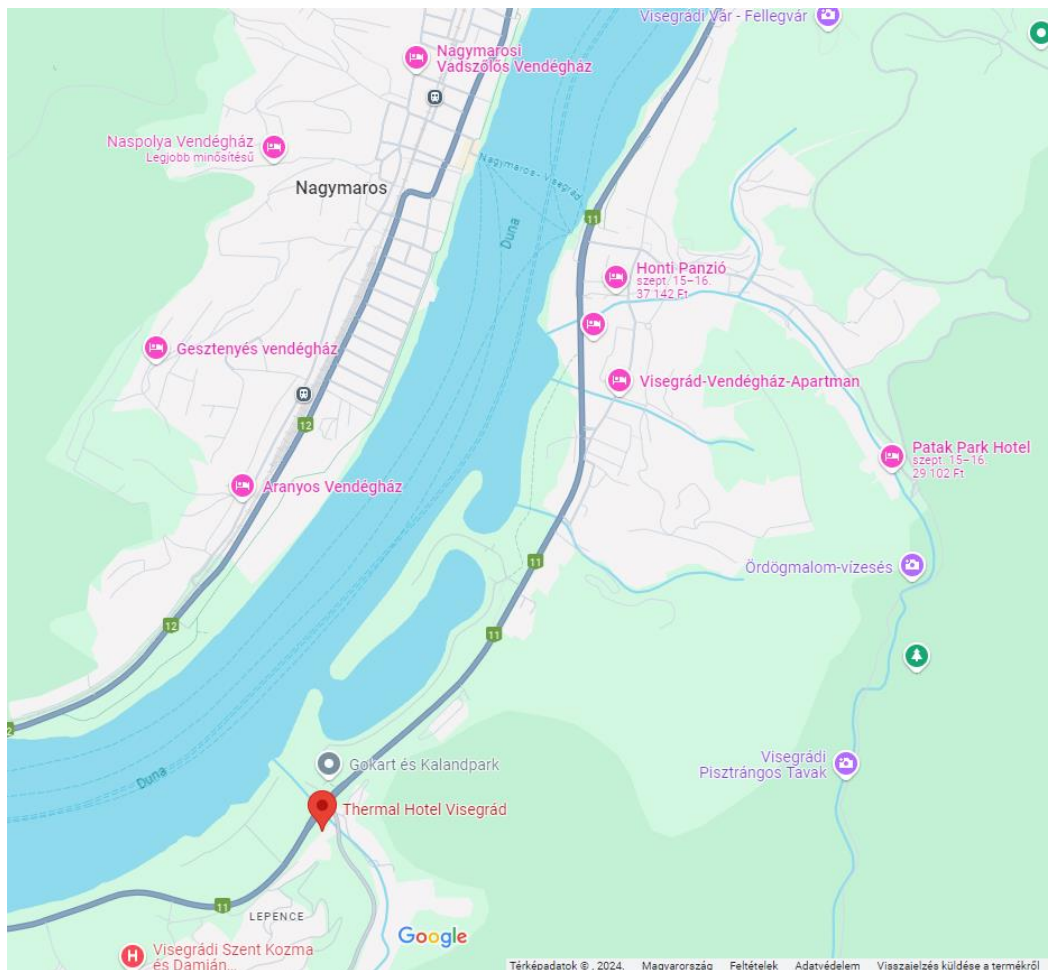 Visegrádi Vár - Fellegvár
Nagymarosi
Vadszőlős Vendégház
Naspolya Vendégház
Legjobb minősítésű
Nagymaros - Visegrád
Nagymaros
11
Duna
Honti Panzió
szept. 15–16.
37 142 Ft
Gesztenyés vendégház
Visegrád-Vendégház-Apartman
12
Patak Park Hotel
szept. 15–16.
29 102 Ft
Aranyos Vendégház
11
Ördögmalom-vízesés
12
11
2
Visegrádi
Pisztrángos Tavak
Duna
Gokart és Kalandpark
Thermal Hotel Visegrád
11
LEPENCE
Google
Visegrádi Szent Kozma
és Damján...
Térképadatok © , 2024. Magyarország Feltételek Adatvédelem Visszajelzés küldése a termékről